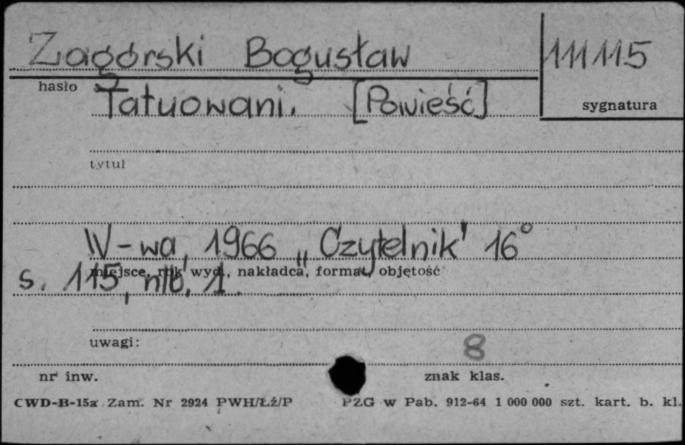 Zagórski Bogusław 111115
hasło
Tatuowani. [Powieść] sygnatura
tytuł
W-wa, 1966 „Czytelnik" 16°
miejsce, rok wyd., nakładca, format, objętość
s. 115, nlb. 1
uwagi: 8
nr inw. znak klas.
CWD-B-15a Zam. Nr 2924 PWH/Łź/P PZG w Pab. 912-64 1 000 000 szt. kart. b. kl.